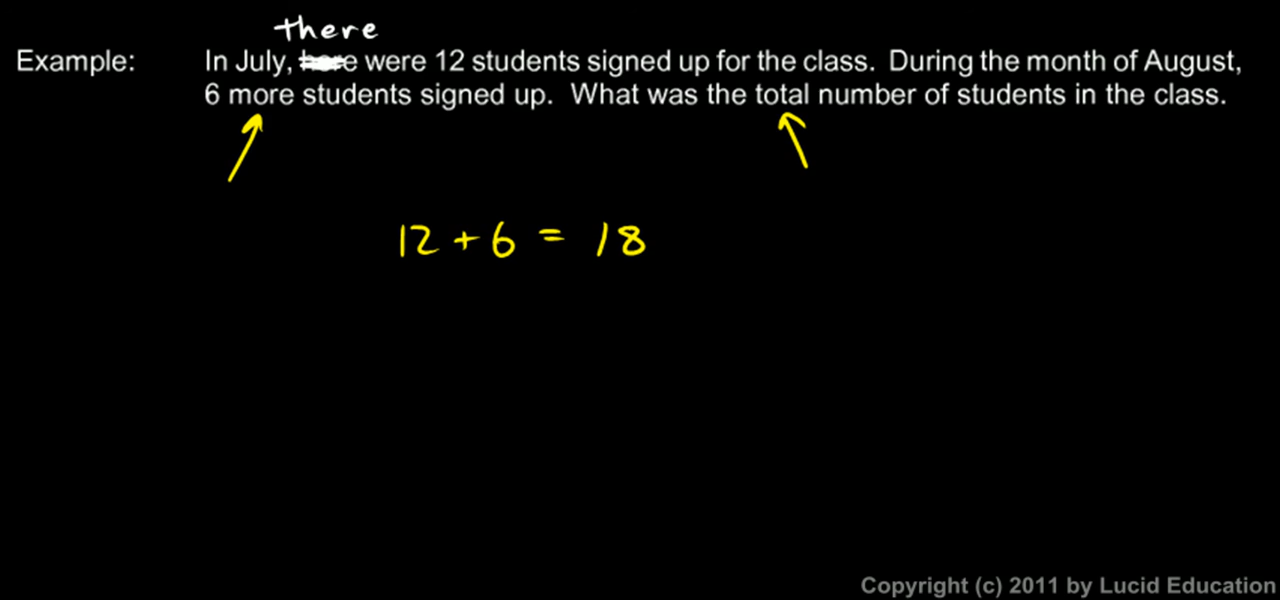 there
Example: In July, here were 12 students signed up for the class. During the month of August,
6 more students signed up. What was the total number of students in the class.
12 + 6 = 18
Copyright (c) 2011 by Lucid Education